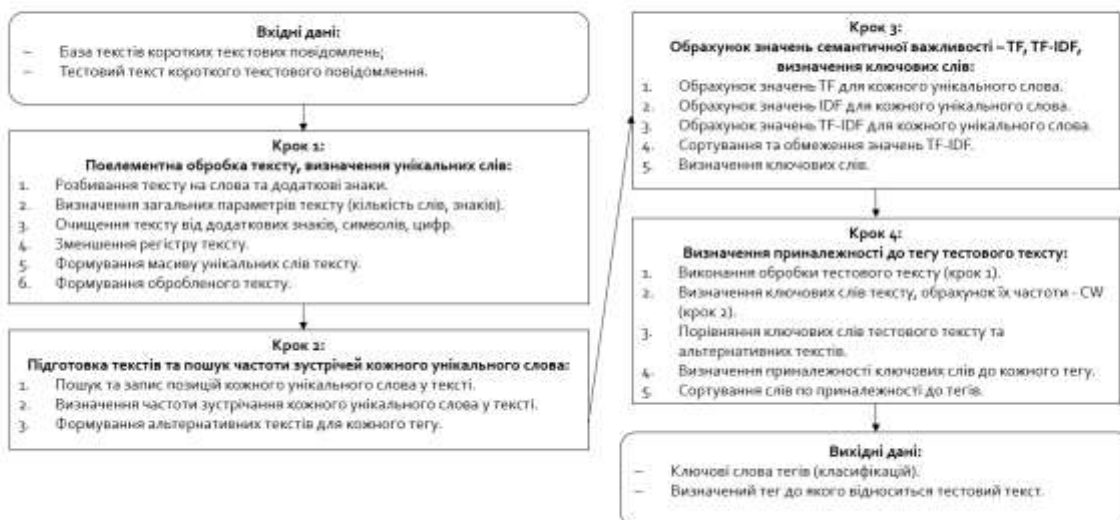 Вхідні дані:
– База текстів коротких текстових повідомлень;
– Тестовий текст короткого текстового повідомлення.
Крок 1:
Поелементна обробка тексту, визначення унікальних слів:
1. Розбивання тексту на слова та додаткові знаки.
2. Визначення загальних параметрів тексту (кількість слів, знаків).
3. Очищення тексту від додаткових знаків, символів, цифр.
4. Зменшення регістру тексту.
5. Формування масиву унікальних слів тексту.
6. Формування обробленого тексту.
Крок 2:
Підготовка текстів та пошук частоти зустрічей кожного унікального слова:
1. Пошук та запис позицій кожного унікального слова у тексті.
2. Визначення частоти зустрічання кожного унікального слова у тексті.
3. Формування альтернативних текстів для кожного тегу.
Крок 3:
Обрахунок значень семантичної важливості – TF, TF-IDF,
визначення ключових слів:
1. Обрахунок значень TF для кожного унікального слова.
2. Обрахунок значень IDF для кожного унікального слова.
3. Обрахунок значень TF-IDF для кожного унікального слова.
4. Сортування та обмеження значень TF-IDF.
5. Визначення ключових слів.
Крок 4:
Визначення приналежності до тегу тестового тексту:
1. Виконання обробки тестового тексту (крок 1).
2. Визначення ключових слів тексту, обрахунок їх частоти - CW
(крок 2).
3. Порівняння ключових слів тестового тексту та
альтернативних текстів.
4. Визначення приналежності ключових слів до кожного тегу.
5. Сортування слів по приналежності до тегів.
Вихідні дані:
– Ключові слова тегів (класифікацій).
– Визначений тег до якого відноситься тестовий текст.